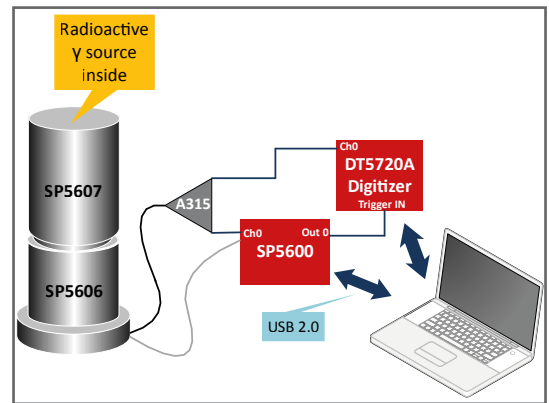 Radioactive
γ source
inside
SP5607
SP5606
A315
Ch0
DT5720A
Digitizer
Trigger IN
Ch0
Out 0
SP5600
USB 2.0